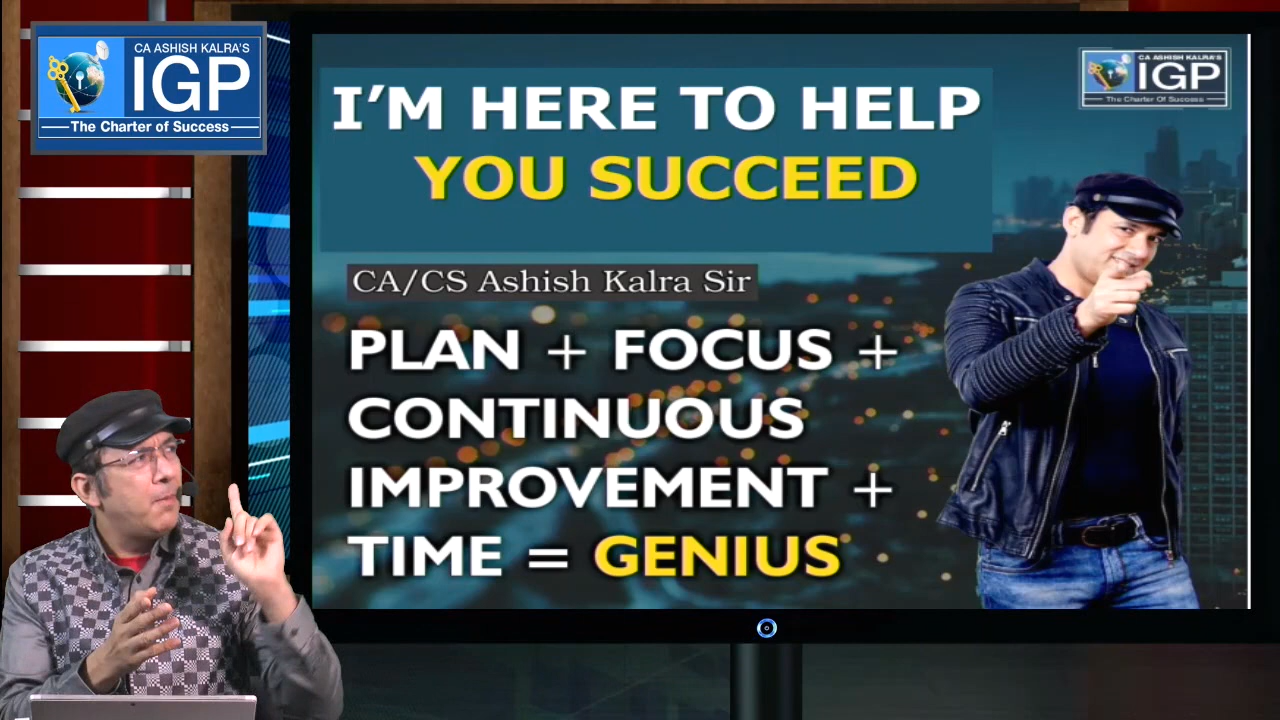 CA ASHISH KALRA'S
IGP
The Charter of Success
CA ASHISH KALRA'S
IGP
The Charter Of Success
I'M HERE TO HELP
YOU SUCCEED
CA/CS Ashish Kalra Sir
PLAN + FOCUS +
CONTINUOUS
IMPROVEMENT +
TIME = GENIUS